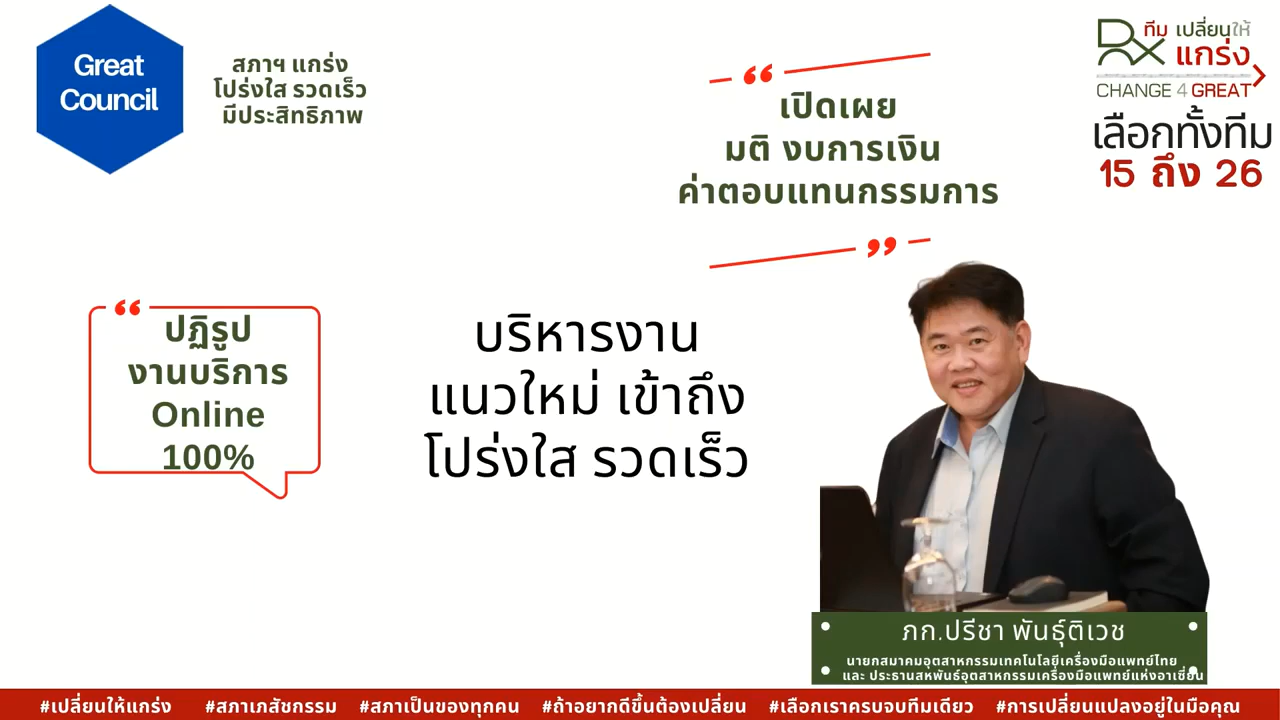 Great
Council
สภาฯ แกร่ง
โปร่งใส รวดเร็ว
มีประสิทธิภาพ
เปิดเผย
มติ งบการเงิน
ค่าตอบแทนกรรมการ
ทีม เปลี่ยนให้
แกร่ง
CHANGE 4 GREAT
เลือกทั้งทีม
15 ถึง 26
ปฏิรูป
งานบริการ
Online
100%
บริหารงาน
แนวใหม่ เข้าถึง
โปร่งใส รวดเร็ว
ภก.ปรีชา พันธุ์ติเวช
นายกสมาคมอุตสาหกรรมเทคโนโลยีเครื่องมือแพทย์ไทย
และ ประธานสหพันธ์อุตสาหกรรมเครื่องมือแพทย์แห่งอาเซียน
#เปลี่ยนให้แกร่ง #สภาเภสัชกรรม #สภาเป็นของทุกคน #ถ้าอยากดีขึ้นต้องเปลี่ยน #เลือกเราครบจบทีมเดียว #การเปลี่ยนแปลงอยู่ในมือคุณ